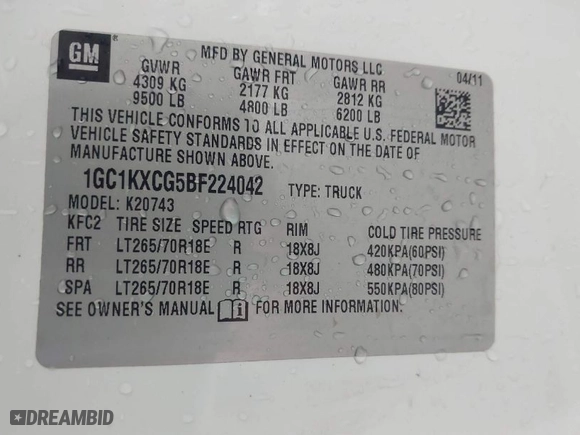 GM
MFD BY GENERAL MOTORS LLC
GVWR GAWR FRT GAWR RR 04/11
4309 KG 2177 KG 2812 KG
9500 LB 4800 LB 6200 LB
THIS VEHICLE CONFORMS TO ALL APPLICABLE U.S. FEDERAL MOTOR
VEHICLE SAFETY STANDARDS IN EFFECT ON THE DATE OF
MANUFACTURE SHOWN ABOVE.
1GC1KXCG5BF224042 TYPE: TRUCK
MODEL: K20743
KFC2 TIRE SIZE SPEED RTG RIM COLD TIRE PRESSURE
FRT LT265/70R18E R 18X8J 420KPA(60PSI)
RR LT265/70R18E R 18X8J 480KPA(70PSI)
SPA LT265/70R18E R 18X8J 550KPA(80PSI)
SEE OWNER'S MANUAL i FOR MORE INFORMATION.
DREAMBID